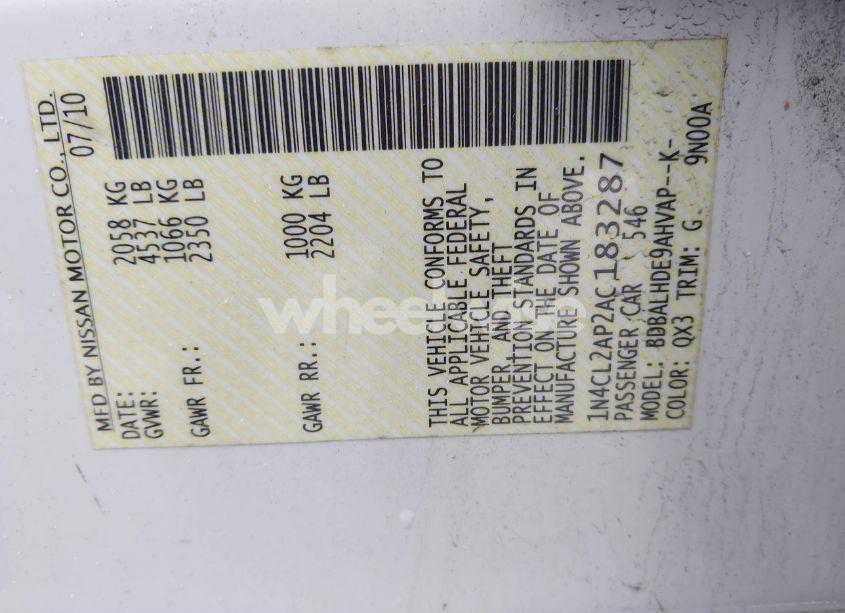 MFD BY NISSAN MOTOR CO., LTD.
DATE: 07/10
GVWR: 2058 KG
4537 LB
GAWR FR.: 1066 KG
2350 LB
GAWR RR.: 1000 KG
2204 LB
THIS VEHICLE CONFORMS TO
ALL APPLICABLE FEDERAL
MOTOR VEHICLE SAFETY,
BUMPER AND THEFT
PREVENTION STANDARDS IN
EFFECT ON THE DATE OF
MANUFACTURE SHOWN ABOVE.
1N4CL2AP2AC183287
PASSENGER CAR 546
MODEL: BDBALHDE9AHVAP--K-
COLOR: QX3 TRIM: G 9N00A